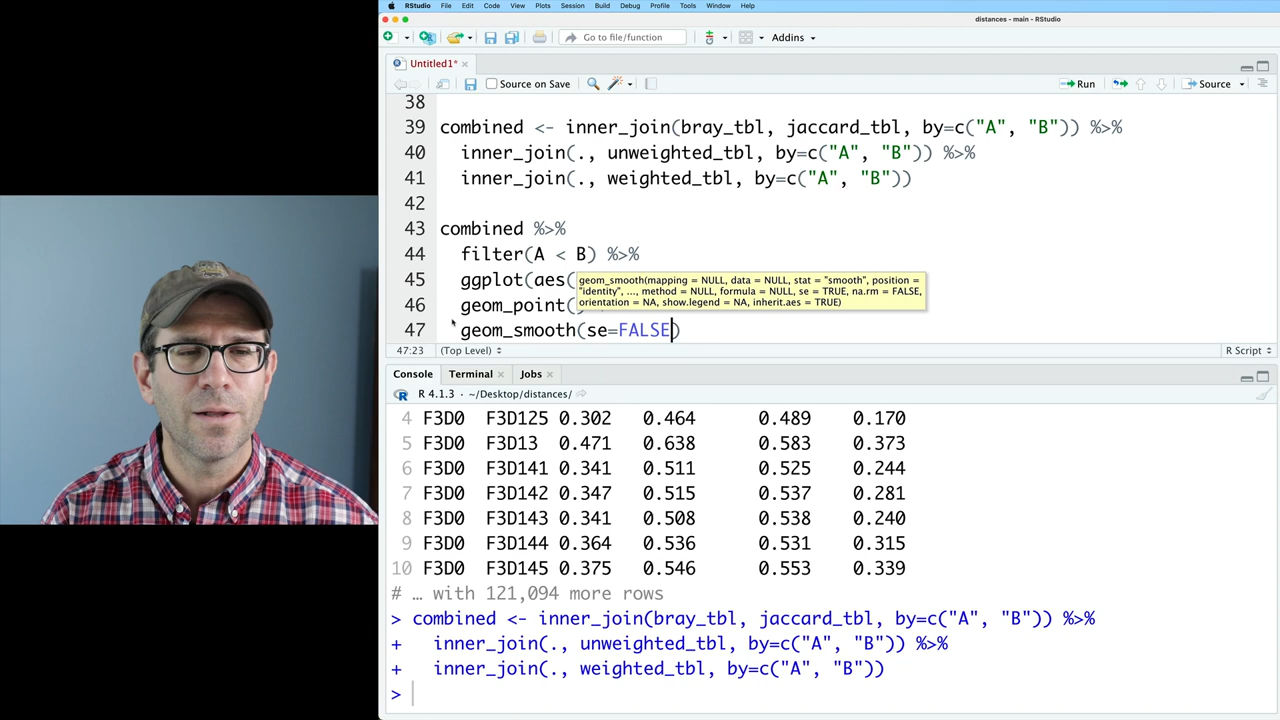 RStudio File Edit Code View Plots Session Build Debug Profile Tools Window Help
distances - main - RStudio
Go to file/function Addins
Untitled1*
Source on Save Run Source
38
39 combined <- inner_join(bray_tbl, jaccard_tbl, by=c("A", "B")) %>%
40 inner_join(., unweighted_tbl, by=c("A", "B")) %>%
41 inner_join(., weighted_tbl, by=c("A", "B"))
42
43 combined %>%
44 filter(A < B) %>%
45 ggplot(aes(
geom_smooth(mapping = NULL, data = NULL, stat = "smooth", position =
"identity", ..., method = NULL, formula = NULL, se = TRUE, na.rm = FALSE,
orientation = NA, show.legend = NA, inherit.aes = TRUE)
46 geom_point(
47 geom_smooth(se=FALSE)
47:23 (Top Level) R Script
Console Terminal Jobs
R 4.1.3 · ~/Desktop/distances/
4 F3D0 F3D125 0.302 0.464 0.489 0.170
5 F3D0 F3D13 0.471 0.638 0.583 0.373
6 F3D0 F3D141 0.341 0.511 0.525 0.244
7 F3D0 F3D142 0.347 0.515 0.537 0.281
8 F3D0 F3D143 0.341 0.508 0.538 0.240
9 F3D0 F3D144 0.364 0.536 0.531 0.315
10 F3D0 F3D145 0.375 0.546 0.553 0.339
# … with 121,094 more rows
> combined <- inner_join(bray_tbl, jaccard_tbl, by=c("A", "B")) %>%
+ inner_join(., unweighted_tbl, by=c("A", "B")) %>%
+ inner_join(., weighted_tbl, by=c("A", "B"))
>